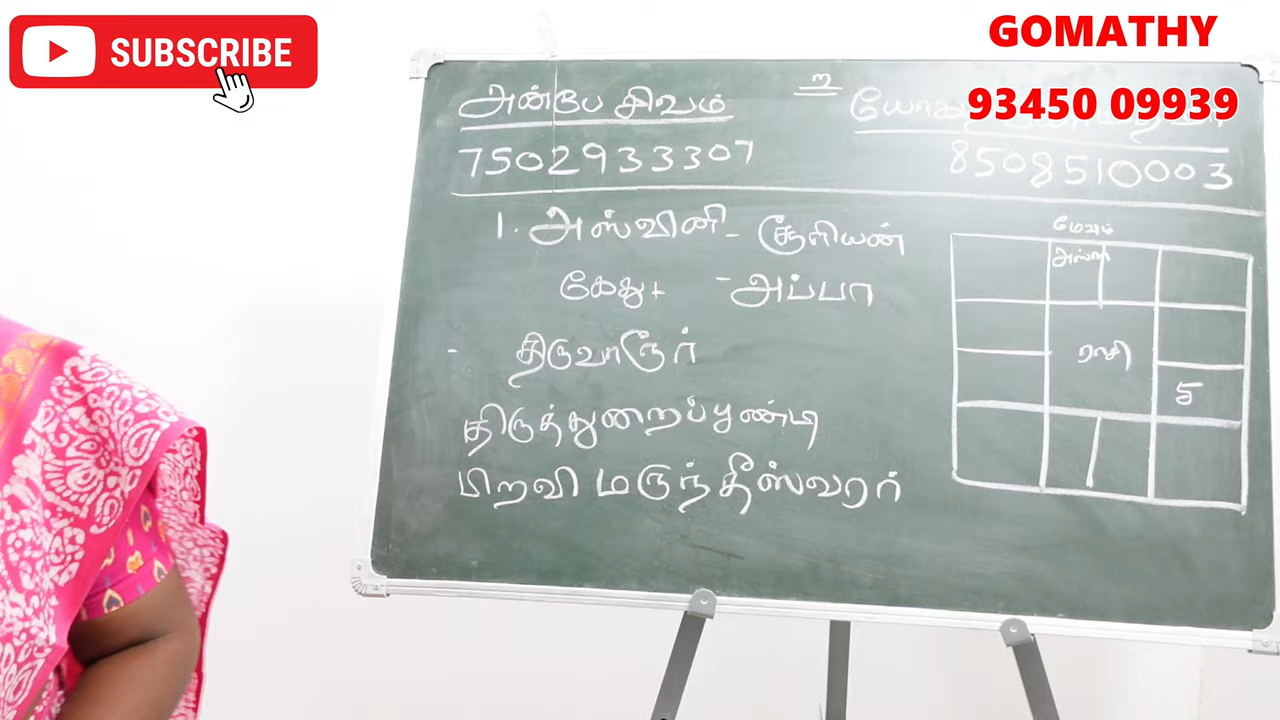 SUBSCRIBE
GOMATHY
93450 09939
உ
அன்பே சிவம்
7502933307
8508510003
1. அஸ்வினி - சூரியன்
கேது + - அப்பா
- திருவாரூர்
திருத்துறைப்பூண்டி
பிறவி மருந்தீஸ்வரர்
மேஷம்
ராசி
5